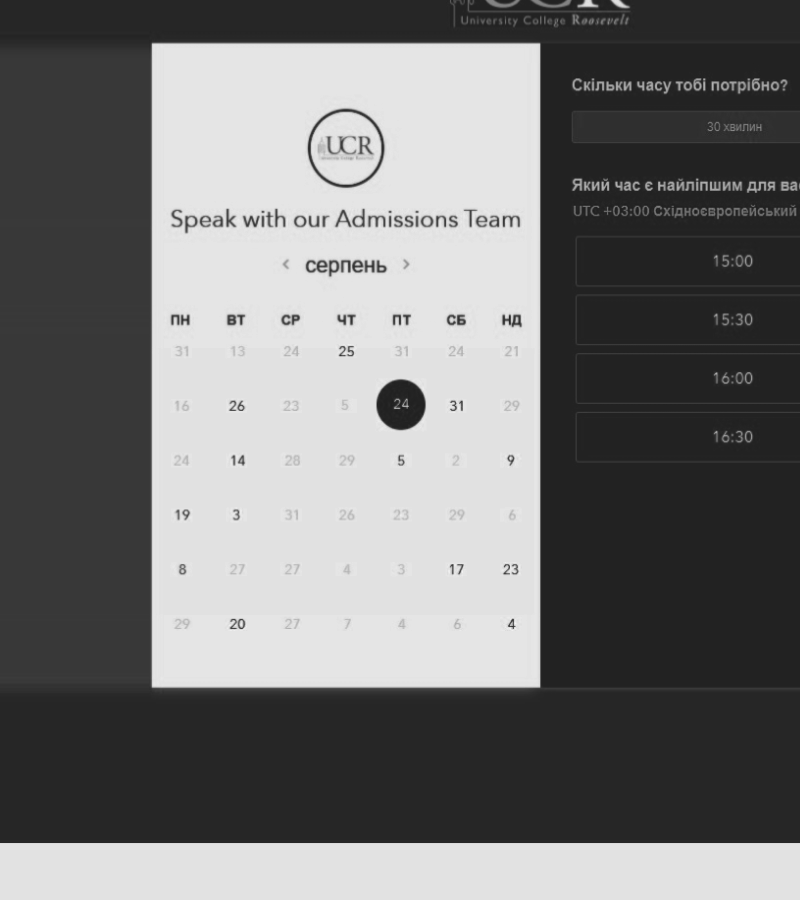 UCR
University College Roosevelt
UCR
Speak with our Admissions Team
< серпень >
ПН ВТ СР ЧТ ПТ СБ НД
31 13 24 25 31 24 21
16 26 23 5 24 31 29
24 14 28 29 5 2 9
19 3 31 26 23 29 6
8 27 27 4 3 17 23
29 20 27 7 4 6 4
Скільки часу тобі потрібно?
30 хвилин
Який час є найліпшим для
UTC +03:00 Східноєвропейський
15:00
15:30
16:00
16:30